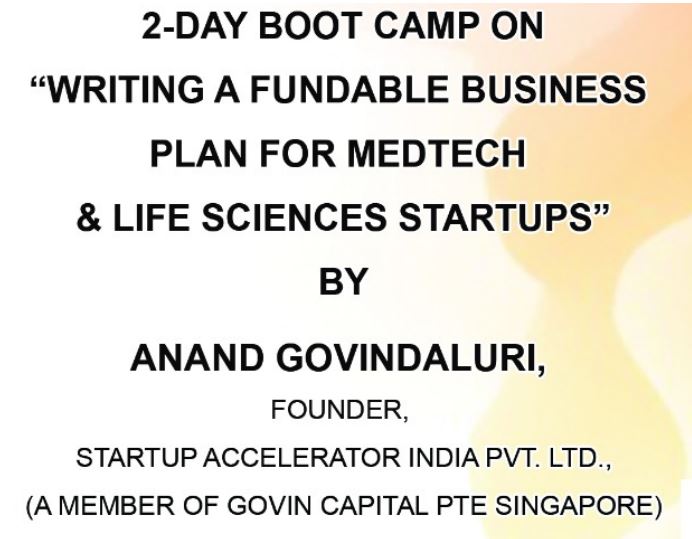 2-DAY BOOT CAMP ON
“WRITING A FUNDABLE BUSINESS
PLAN FOR MEDTECH
& LIFE SCIENCES STARTUPS”
BY
ANAND GOVINDALURI,
FOUNDER,
STARTUP ACCELERATOR INDIA PVT. LTD.,
(A MEMBER OF GOVIN CAPITAL PTE SINGAPORE)